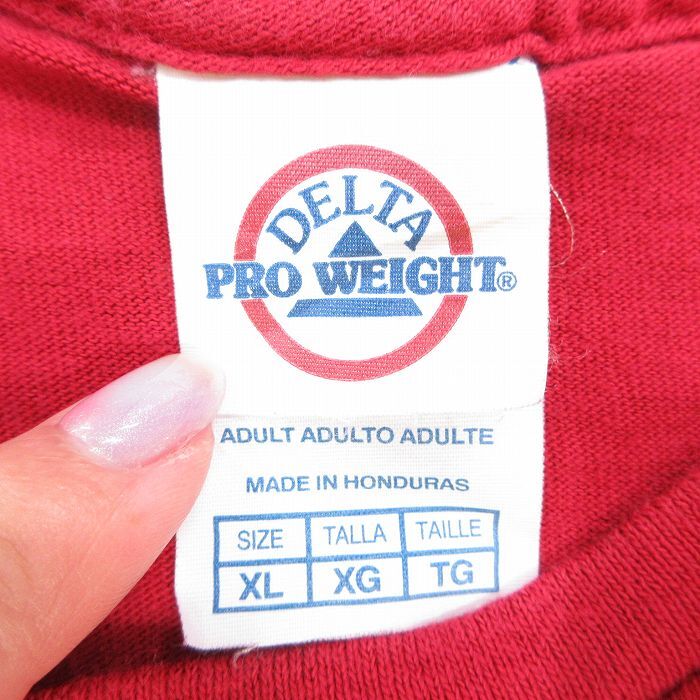 DELTA
PRO WEIGHT®
ADULT ADULTO ADULTE
MADE IN HONDURAS
SIZE TALLA TAILLE
XL XG TG